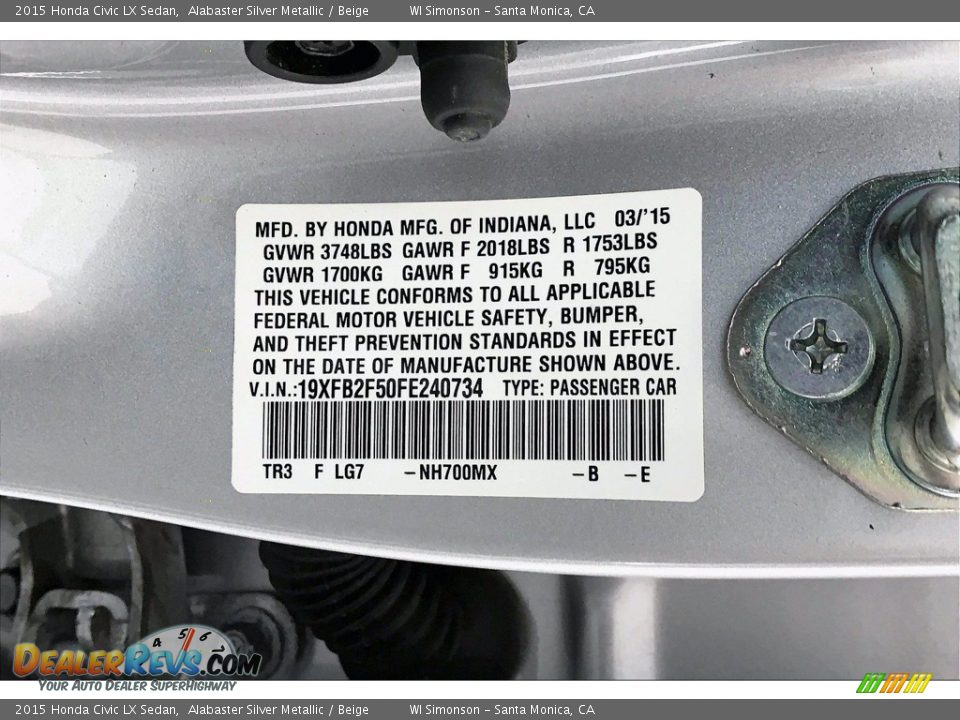 2015 Honda Civic LX Sedan, Alabaster Silver Metallic / Beige WI Simonson - Santa Monica, CA
MFD. BY HONDA MFG. OF INDIANA, LLC 03/'15
GVWR 3748LBS GAWR F 2018LBS R 1753LBS
GVWR 1700KG GAWR F 915KG R 795KG
THIS VEHICLE CONFORMS TO ALL APPLICABLE
FEDERAL MOTOR VEHICLE SAFETY, BUMPER,
AND THEFT PREVENTION STANDARDS IN EFFECT
ON THE DATE OF MANUFACTURE SHOWN ABOVE.
V.I.N.:19XFB2F50FE240734 TYPE: PASSENGER CAR
TR3 F LG7 -NH700MX -B -E
4 5 6
DealerRevs.com
Your Auto Dealer SuperHighway
2015 Honda Civic LX Sedan, Alabaster Silver Metallic / Beige WI Simonson - Santa Monica, CA